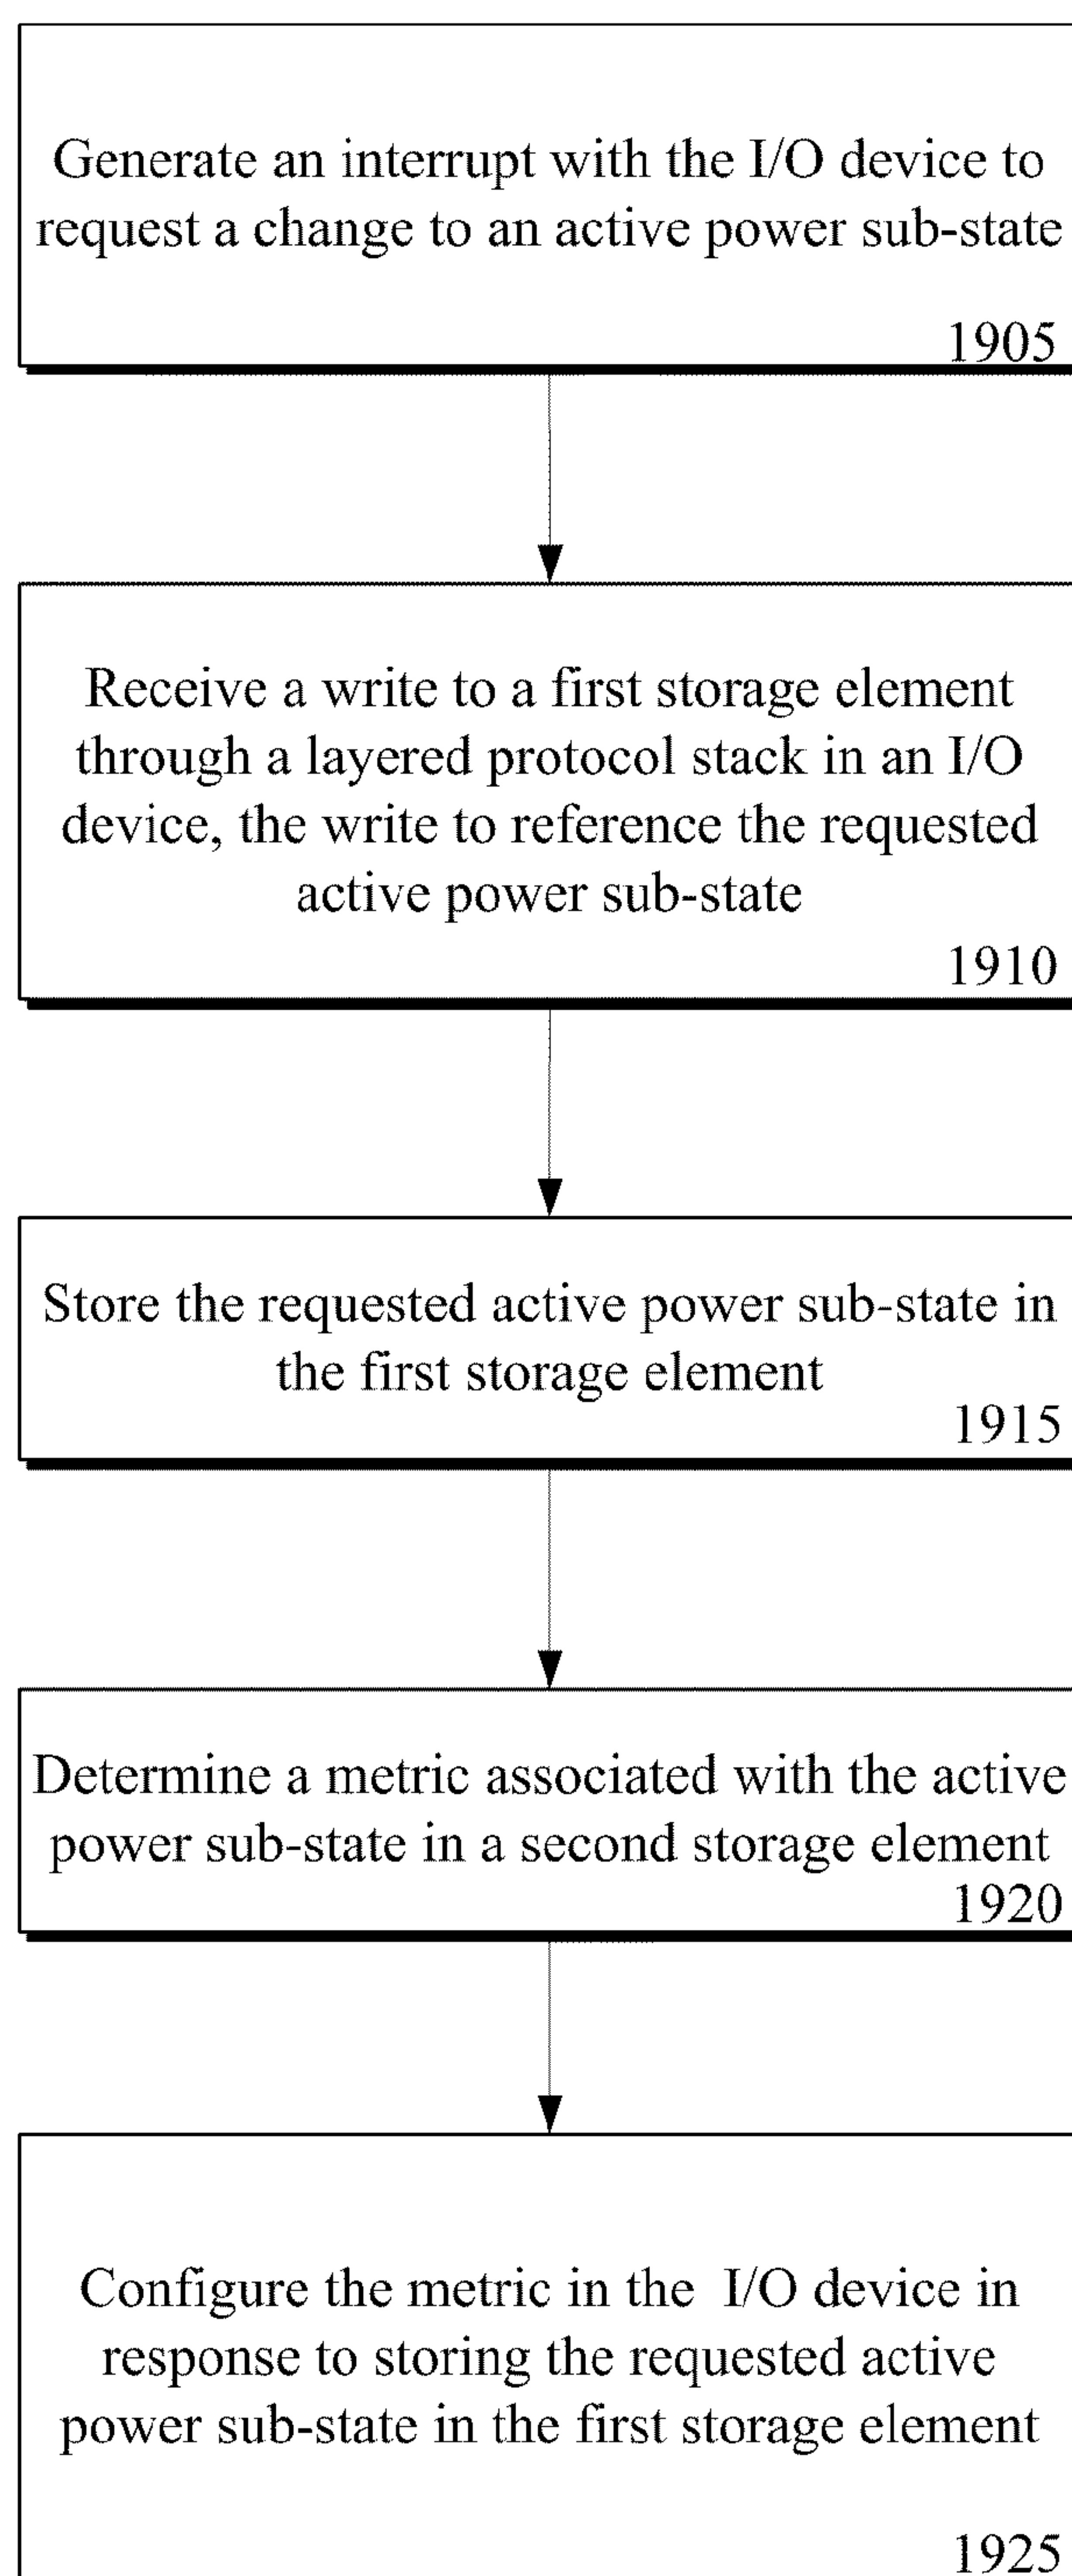 Generate an interrupt with the I/O device to
request a change to an active power sub-state
1905
Receive a write to a first storage element
through a layered protocol stack in an I/O
device, the write to reference the requested
active power sub-state
1910
Store the requested active power sub-state in
the first storage element
1915
Determine a metric associated with the active
power sub-state in a second storage element
1920
Configure the metric in the I/O device in
response to storing the requested active
power sub-state in the first storage element
1925